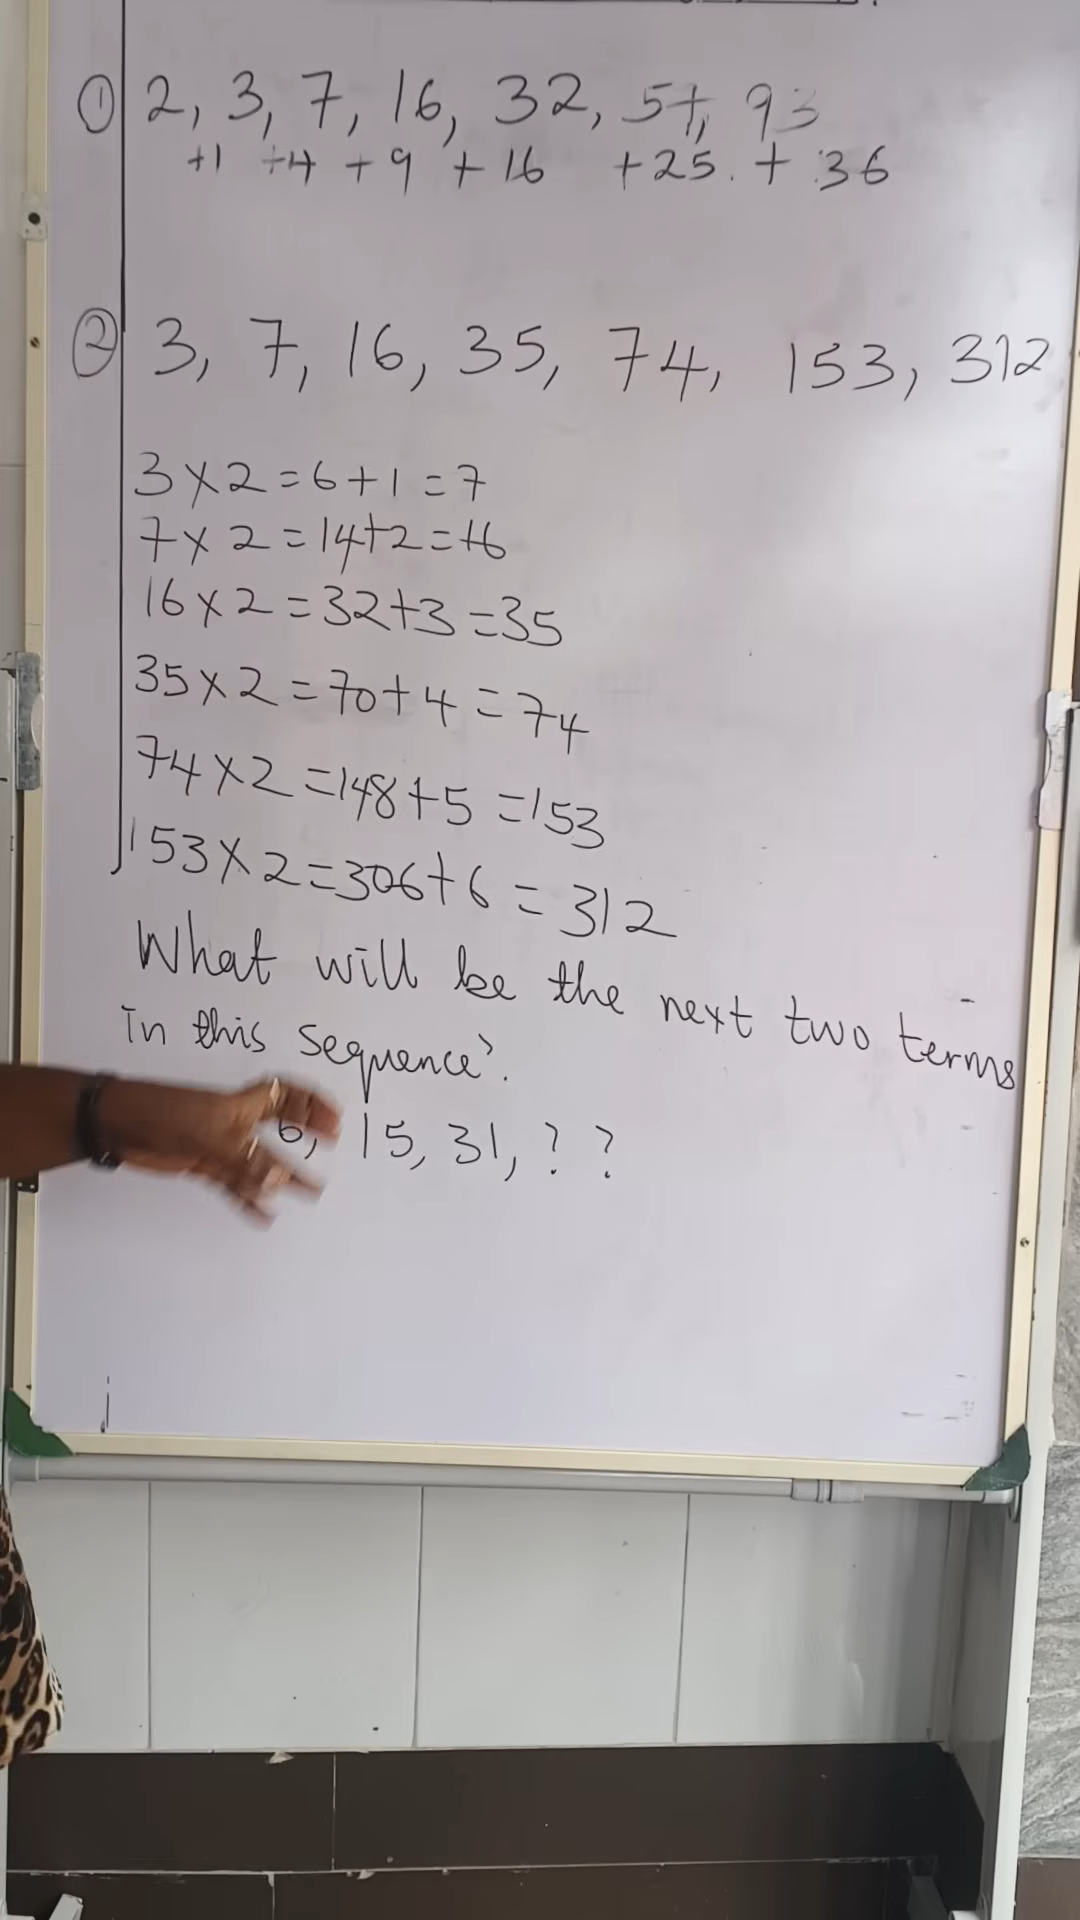 ① 2, 3, 7, 16, 32, 57, 93
+1 +4 +9 +16 +25. + 36
② 3, 7, 16, 35, 74, 153, 312
3 × 2 = 6 + 1 = 7
7 × 2 = 14 + 2 = 16
16 × 2 = 32 + 3 = 35
35 × 2 = 70 + 4 = 74
74 × 2 = 148 + 5 = 153
153 × 2 = 306 + 6 = 312
What will be the next two terms
in this sequence?
6, 15, 31, ? ?